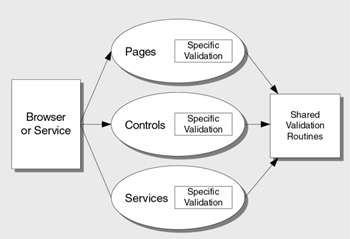 Browser
or Service
Pages
Specific
Validation
Controls
Specific
Validation
Services
Specific
Validation
Shared
Validation
Routines